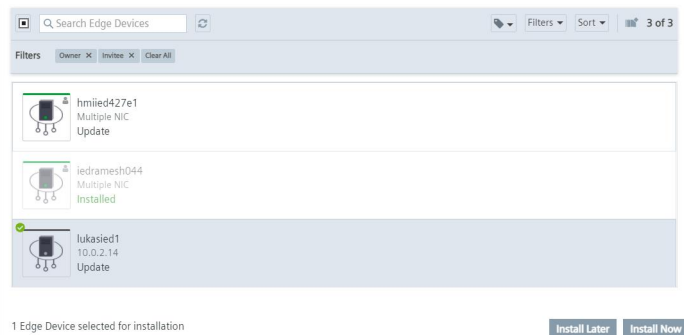 Search Edge Devices
Filters
Sort
3 of 3
Filters Owner × Invitee × Clear All
hmiied427e1
Multiple NIC
Update
iedramesh044
Multiple NIC
Installed
lukasied1
10.0.2.14
Update
1 Edge Device selected for installation
Install Later
Install Now